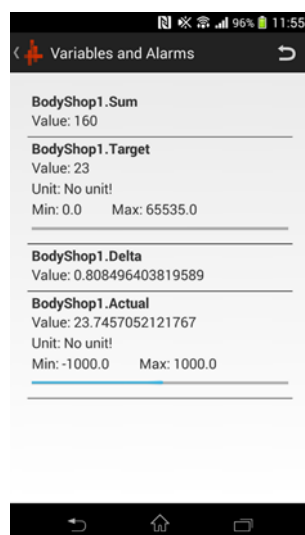 96% 11:55
Variables and Alarms
BodyShop1.Sum
Value: 160
BodyShop1.Target
Value: 23
Unit: No unit!
Min: 0.0 Max: 65535.0
BodyShop1.Delta
Value: 0.808496403819589
BodyShop1.Actual
Value: 23.7457052121767
Unit: No unit!
Min: -1000.0 Max: 1000.0